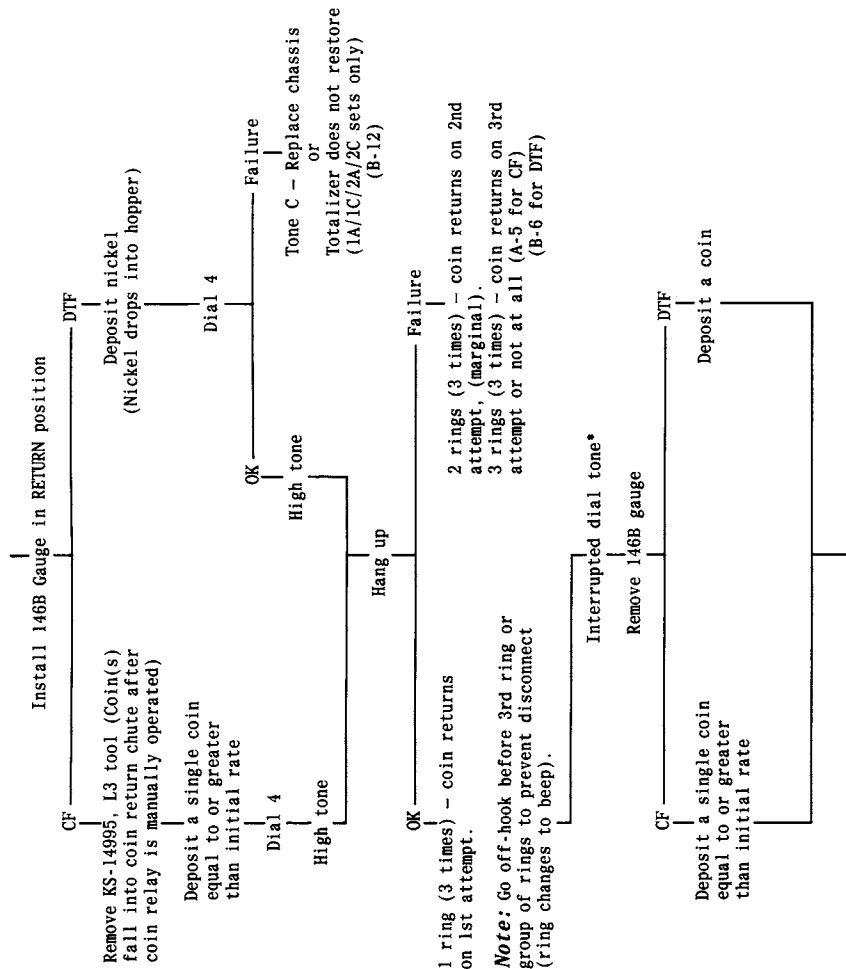 Install 146B Gauge in RETURN position
CF
Remove KS-14995, L3 tool (Coin(s)
fall into coin return chute after
coin relay is manually operated)
Deposit a single coin
equal to or greater
than initial rate
Dial 4
High tone
DTF
Deposit nickel
(Nickel drops into hopper)
Dial 4
OK
High tone
Failure
Tone C – Replace chassis
or
Totalizer does not restore
(1A/1C/2A/2C sets only)
(B-12)
Hang up
OK
1 ring (3 times) – coin returns
on 1st attempt.
Note: Go off-hook before 3rd ring or
group of rings to prevent disconnect
(ring changes to beep).
Failure
2 rings (3 times) – coin returns on 2nd
attempt, (marginal).
3 rings (3 times) – coin returns on 3rd
attempt or not at all (A-5 for CF)
(B-6 for DTF)
Interrupted dial tone*
Remove 146B gauge
CF
Deposit a single coin
equal to or greater
than initial rate
DTF
Deposit a coin